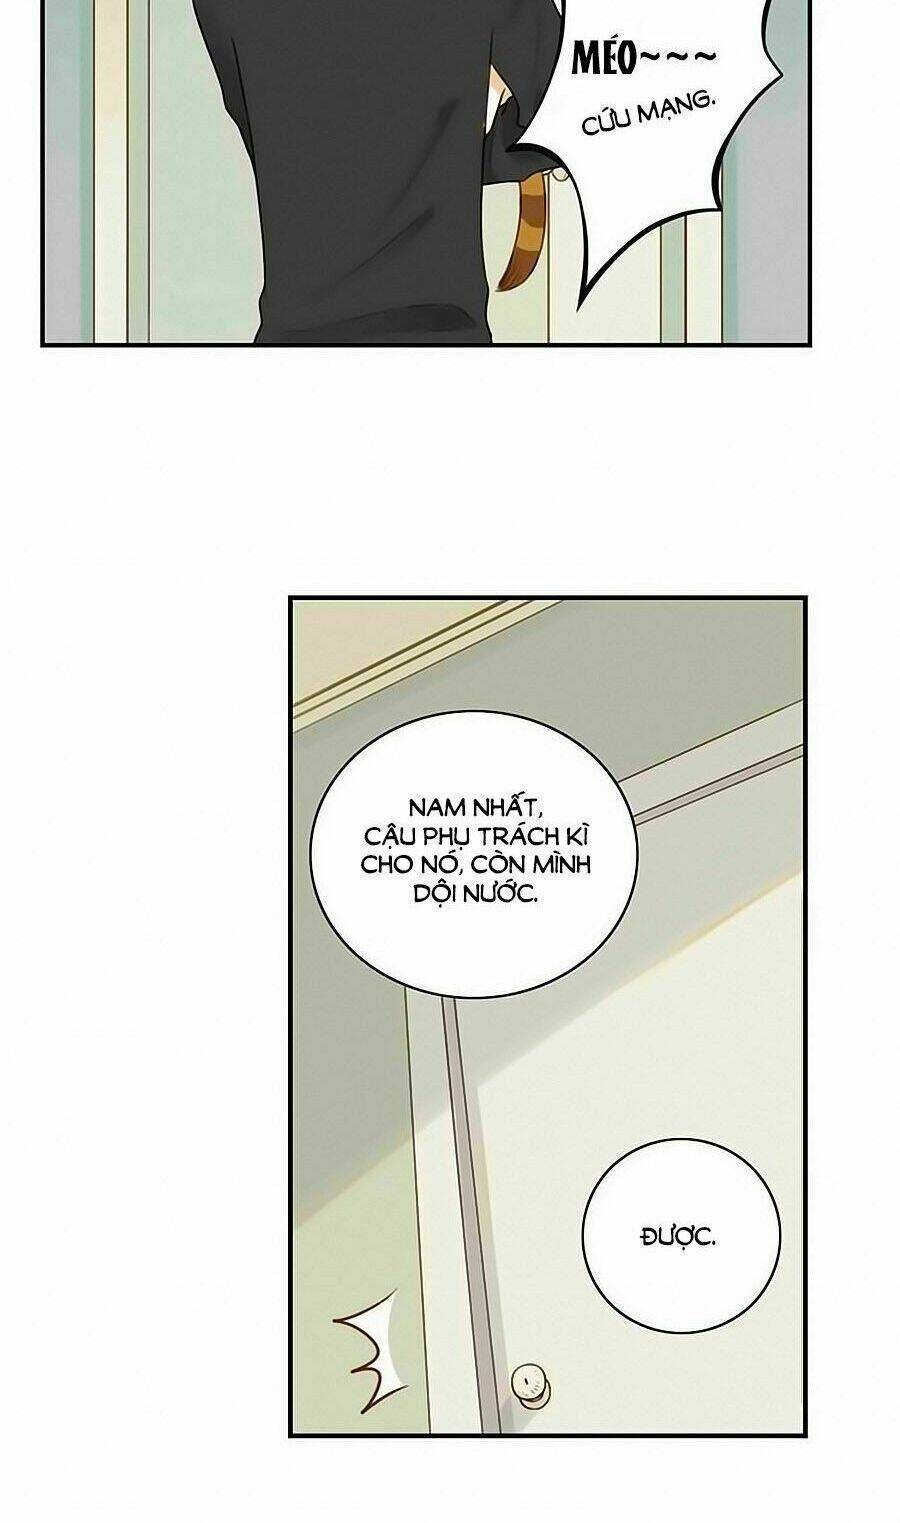 MÉO~~~
CỨU MẠNG.
NAM NHẤT,
CẬU PHỤ TRÁCH KÌ
CHO NÓ, CÒN MÌNH
DỘI NƯỚC.
ĐƯỢC.